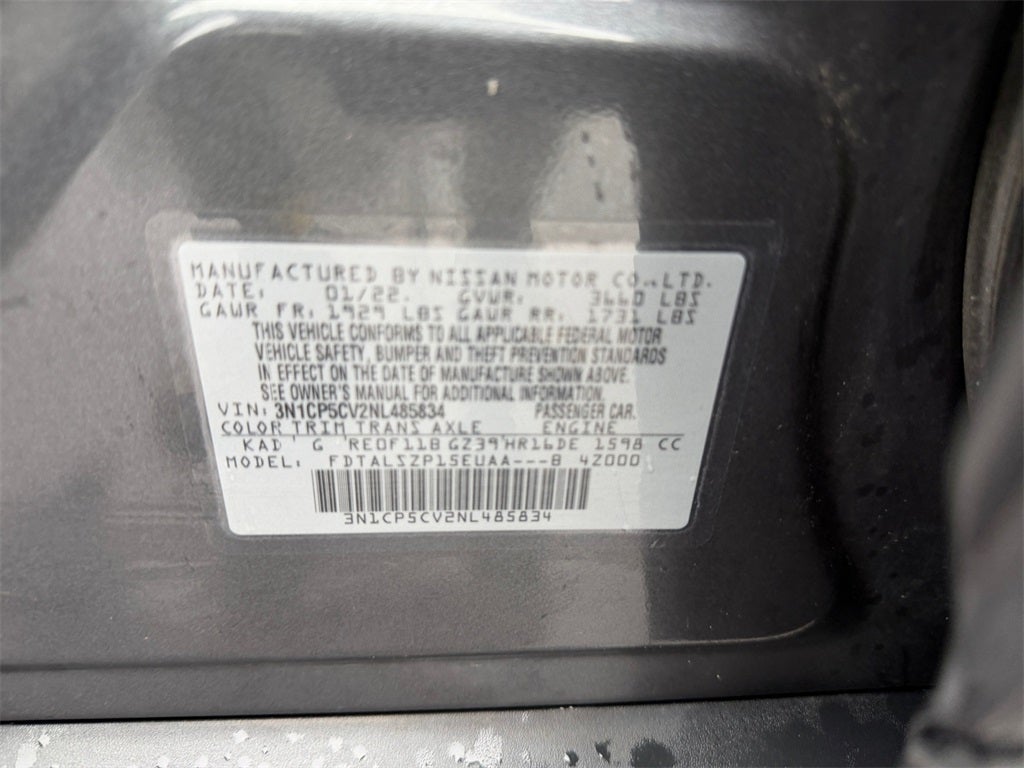 MANUFACTURED BY NISSAN MOTOR CO.,LTD.
DATE: 01/22. GVWR: 3660 LBS
GAWR FR: 1929 LBS GAWR RR: 1731 LBS
THIS VEHICLE CONFORMS TO ALL APPLICABLE FEDERAL MOTOR
VEHICLE SAFETY, BUMPER AND THEFT PREVENTION STANDARDS
IN EFFECT ON THE DATE OF MANUFACTURE SHOWN ABOVE.
SEE OWNER'S MANUAL FOR ADDITIONAL INFORMATION.
VIN: 3N1CP5CV2NL485834 PASSENGER CAR.
COLOR TRIM TRANS AXLE ENGINE
KAD G RE0F11B GZ39 HR16DE 1598 CC
MODEL: FDTALSZP15EUAA---B 4Z000
3N1CP5CV2NL485834